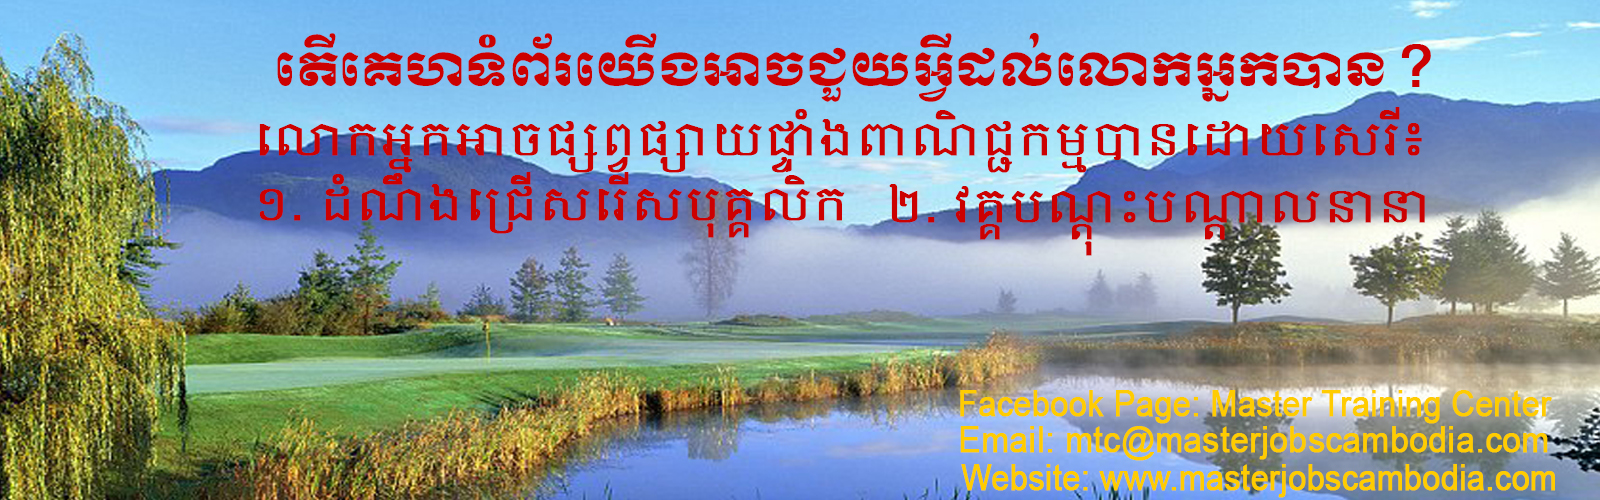 តើគេហទំព័រយើងអាចជួយអ្វីដល់លោកអ្នកបាន ?
លោកអ្នកអាចផ្សព្វផ្សាយផ្ទាំងពាណិជ្ជកម្មបានដោយសេរី៖
១. ដំណឹងជ្រើសរើសបុគ្គលិក ២. វគ្គបណ្តុះបណ្តាលនានា
Facebook Page: Master Training Center
Email: mtc@masterjobscambodia.com
Website: www.masterjobscambodia.com